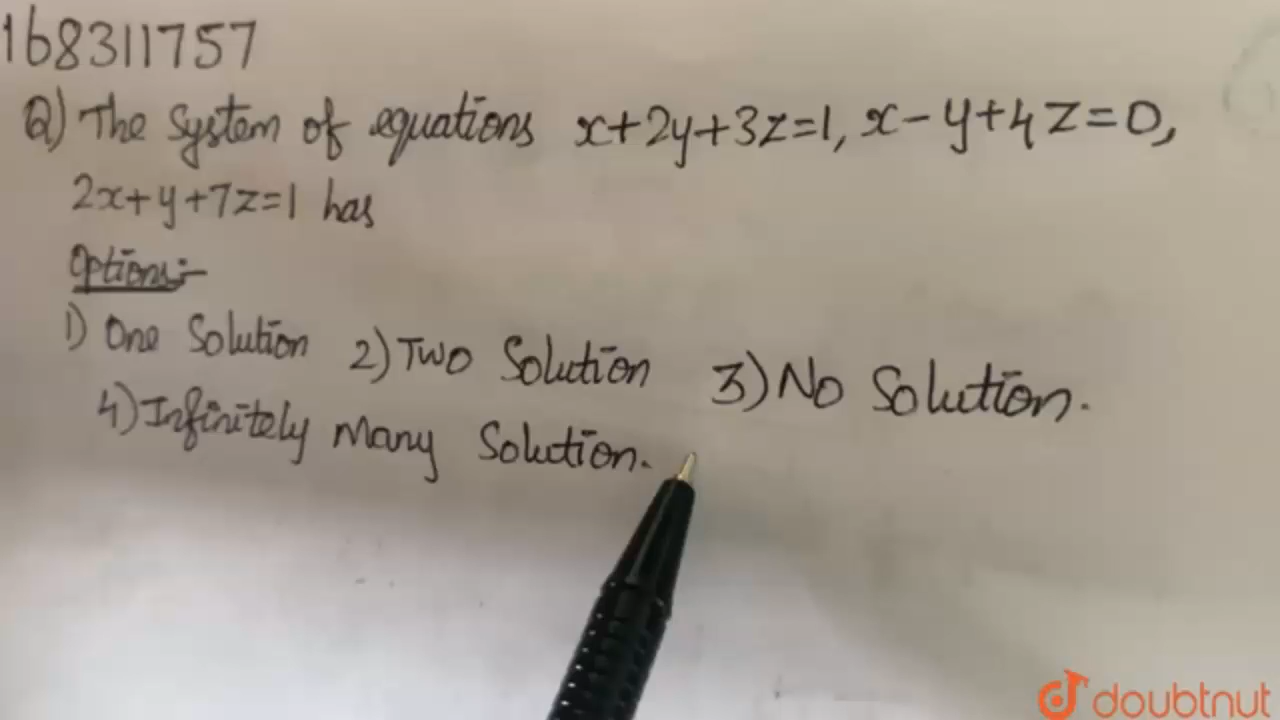 168311757
Q) The System of equations x+2y+3z=1, x-y+4z=0,
2x+y+7z=1 has
Options:-
1) One Solution 2) Two Solution 3) No Solution.
4) Infinitely Many Solution.
doubtnut